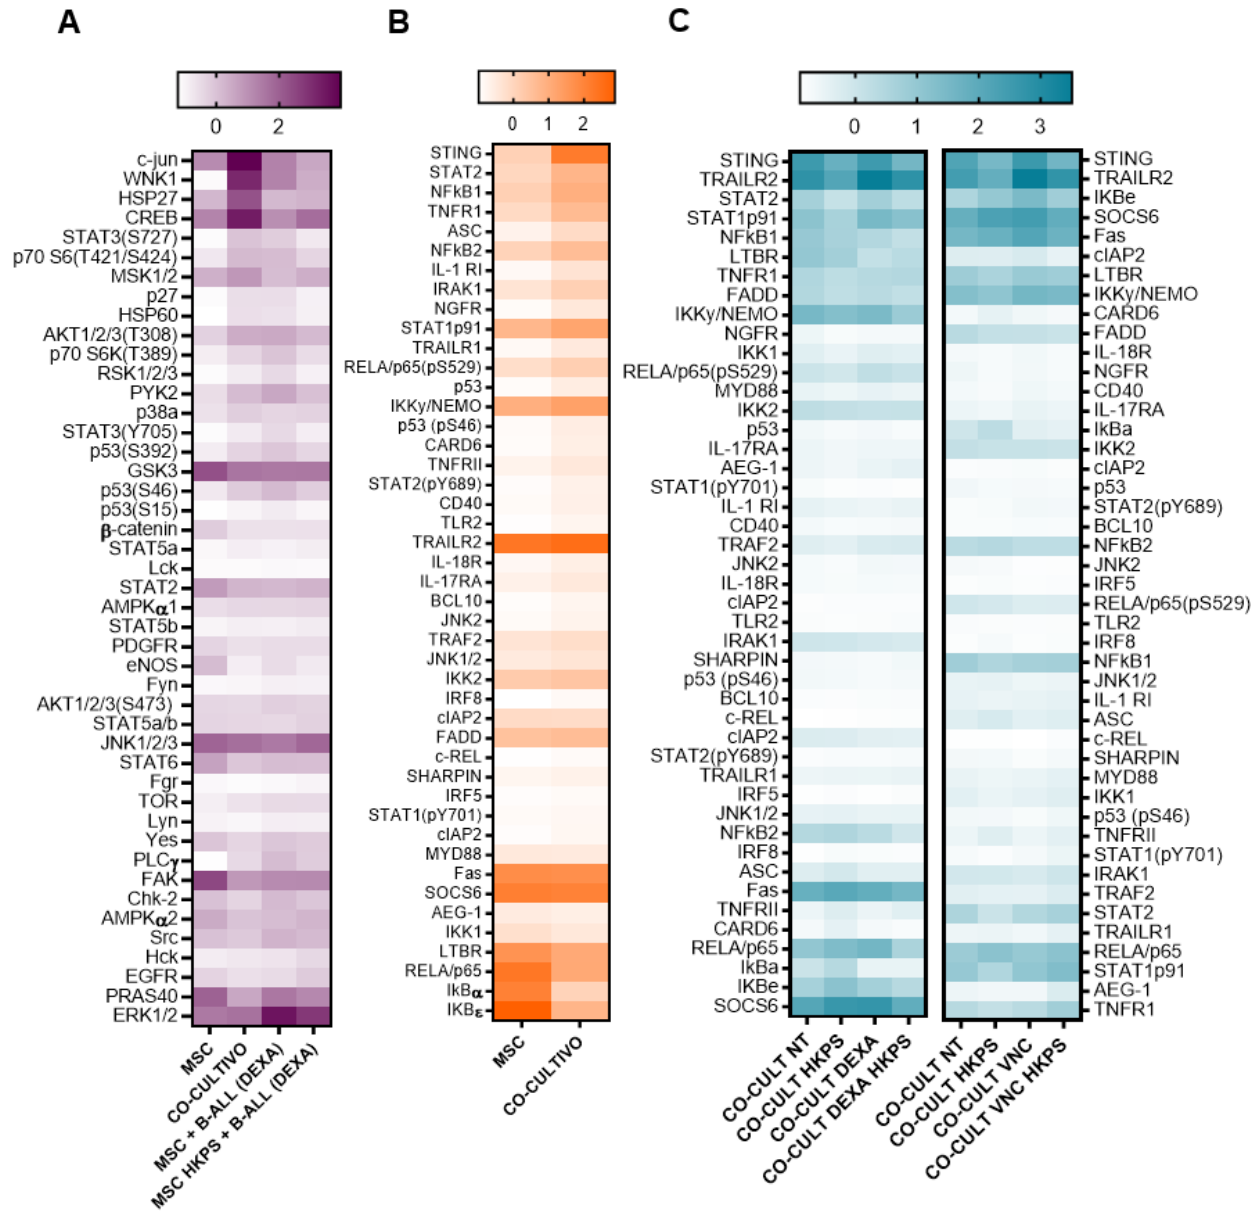 A
B
C
0 2
0 1 2
0 1 2 3
c-jun
WNK1
HSP27
CREB
STAT3(S727)
p70 S6(T421/S424)
MSK1/2
p27
HSP60
AKT1/2/3(T308)
p70 S6K(T389)
RSK1/2/3
PYK2
p38a
STAT3(Y705)
p53(S392)
GSK3
p53(S46)
p53(S15)
β-catenin
STAT5a
Lck
STAT2
AMPKα1
STAT5b
PDGFR
eNOS
Fyn
AKT1/2/3(S473)
STAT5a/b
JNK1/2/3
STAT6
Fgr
TOR
Lyn
Yes
PLCγ
FAK
Chk-2
AMPKα2
Src
Hck
EGFR
PRAS40
ERK1/2
MSC
CO-CULTIVO
MSC + B-ALL (DEXA)
MSC HKPS + B-ALL (DEXA)
STING
STAT2
NFkB1
TNFR1
ASC
NFkB2
IL-1 RI
IRAK1
NGFR
STAT1p91
TRAILR1
RELA/p65(pS529)
p53
IKKy/NEMO
p53 (pS46)
CARD6
TNFRII
STAT2(pY689)
CD40
TLR2
TRAILR2
IL-18R
IL-17RA
BCL10
JNK2
TRAF2
JNK1/2
IKK2
IRF8
cIAP2
FADD
c-REL
SHARPIN
IRF5
STAT1(pY701)
cIAP2
MYD88
Fas
SOCS6
AEG-1
IKK1
LTBR
RELA/p65
IkBα
IKBε
MSC
CO-CULTIVO
STING
TRAILR2
STAT2
STAT1p91
NFkB1
LTBR
TNFR1
FADD
IKKy/NEMO
NGFR
IKK1
RELA/p65(pS529)
MYD88
IKK2
p53
IL-17RA
AEG-1
STAT1(pY701)
IL-1 RI
CD40
TRAF2
JNK2
IL-18R
cIAP2
TLR2
IRAK1
SHARPIN
p53 (pS46)
BCL10
c-REL
cIAP2
STAT2(pY689)
TRAILR1
IRF5
JNK1/2
NFkB2
IRF8
ASC
Fas
TNFRII
CARD6
RELA/p65
IkBa
IKBe
SOCS6
CO-CULT NT
CO-CULT HKPS
CO-CULT DEXA
CO-CULT DEXA HKPS
STING
TRAILR2
IKBe
SOCS6
Fas
cIAP2
LTBR
IKKy/NEMO
CARD6
FADD
IL-18R
NGFR
CD40
IL-17RA
IkBa
IKK2
cIAP2
p53
STAT2(pY689)
BCL10
NFkB2
JNK2
IRF5
RELA/p65(pS529)
TLR2
IRF8
NFkB1
JNK1/2
IL-1 RI
ASC
c-REL
SHARPIN
MYD88
IKK1
p53 (pS46)
TNFRII
STAT1(pY701)
IRAK1
TRAF2
STAT2
TRAILR1
RELA/p65
STAT1p91
AEG-1
TNFR1
CO-CULT NT
CO-CULT HKPS
CO-CULT VNC
CO-CULT VNC HKPS